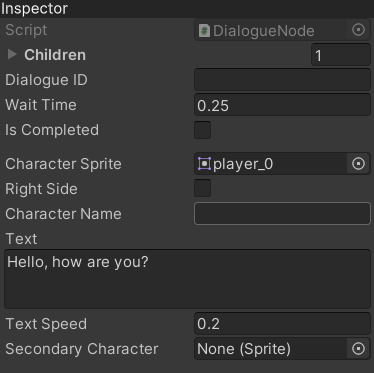 Inspector
Script DialogueNode
Children 1
Dialogue ID
Wait Time 0.25
Is Completed
Character Sprite player_0
Right Side
Character Name
Text
Hello, how are you?
Text Speed 0.2
Secondary Character None (Sprite)